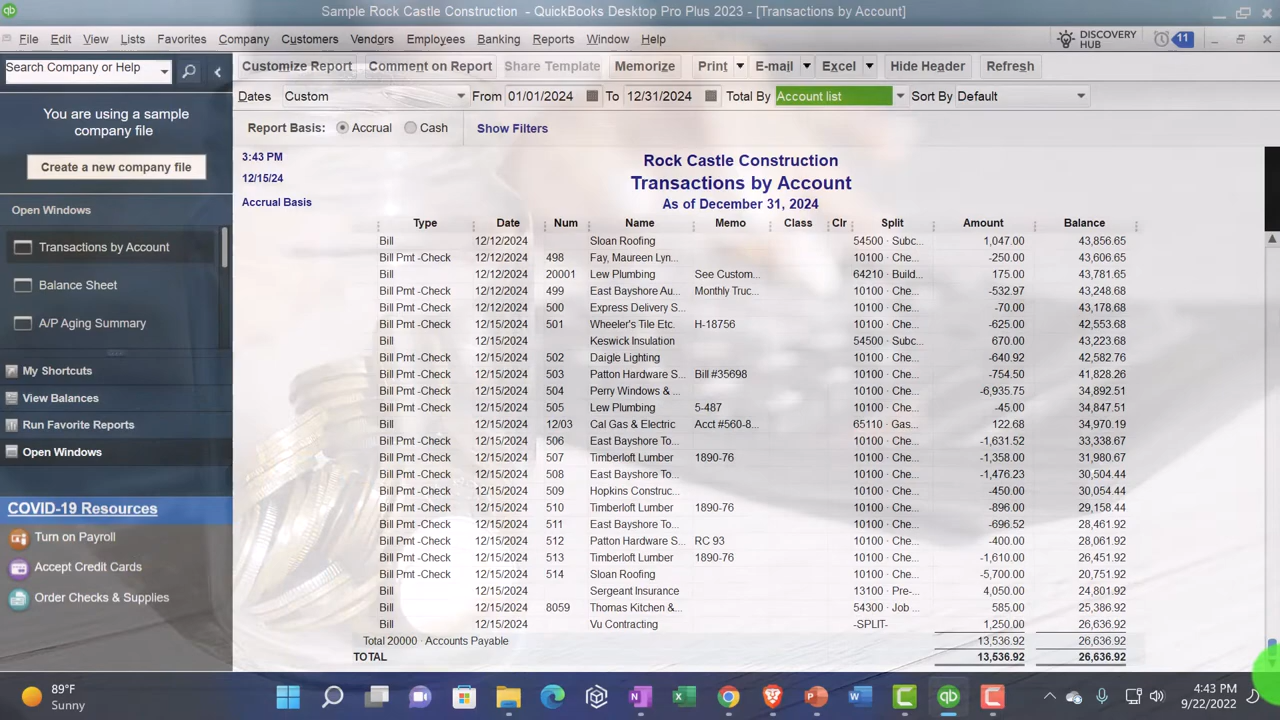 Sample Rock Castle Construction - QuickBooks Desktop Pro Plus 2023 - [Transactions by Account]
File Edit View Lists Favorites Company Customers Vendors Employees Banking Reports Window Help DISCOVERY HUB 11
Search Company or Help Customize Report Comment on Report Share Template Memorize Print E-mail Excel Hide Header Refresh
Dates Custom From 01/01/2024 To 12/31/2024 Total By Account list Sort By Default
You are using a sample company file
Report Basis: Accrual Cash Show Filters
Create a new company file
Open Windows
Transactions by Account
Balance Sheet
A/P Aging Summary
My Shortcuts
View Balances
Run Favorite Reports
Open Windows
COVID-19 Resources
Turn on Payroll
Accept Credit Cards
Order Checks & Supplies
3:43 PM
12/15/24
Accrual Basis
Rock Castle Construction
Transactions by Account
As of December 31, 2024
Type Date Num Name Memo Class Clr Split Amount Balance
Bill 12/12/2024 Sloan Roofing 54500 · Subc... 1,047.00 43,856.65
Bill Pmt -Check 12/12/2024 498 Fay, Maureen Lyn... 10100 · Che... -250.00 43,606.65
Bill 12/12/2024 20001 Lew Plumbing See Custom... 64210 · Build... 175.00 43,781.65
Bill Pmt -Check 12/12/2024 499 East Bayshore Au... Monthly Truc... 10100 · Che... -532.97 43,248.68
Bill Pmt -Check 12/12/2024 500 Express Delivery S... 10100 · Che... -70.00 43,178.68
Bill Pmt -Check 12/15/2024 501 Wheeler's Tile Etc. H-18756 10100 · Che... -625.00 42,553.68
Bill 12/15/2024 Keswick Insulation 54500 · Subc... 670.00 43,223.68
Bill Pmt -Check 12/15/2024 502 Daigle Lighting 10100 · Che... -640.92 42,582.76
Bill Pmt -Check 12/15/2024 503 Patton Hardware S... Bill #35698 10100 · Che... -754.50 41,828.26
Bill Pmt -Check 12/15/2024 504 Perry Windows & ... 10100 · Che... -6,935.75 34,892.51
Bill Pmt -Check 12/15/2024 505 Lew Plumbing 5-487 10100 · Che... -45.00 34,847.51
Bill 12/15/2024 12/03 Cal Gas & Electric Acct #560-8... 65110 · Gas... 122.68 34,970.19
Bill Pmt -Check 12/15/2024 506 East Bayshore To... 10100 · Che... -1,631.52 33,338.67
Bill Pmt -Check 12/15/2024 507 Timberloft Lumber 1890-76 10100 · Che... -1,358.00 31,980.67
Bill Pmt -Check 12/15/2024 508 East Bayshore To... 10100 · Che... -1,476.23 30,504.44
Bill Pmt -Check 12/15/2024 509 Hopkins Construc... 10100 · Che... -450.00 30,054.44
Bill Pmt -Check 12/15/2024 510 Timberloft Lumber 1890-76 10100 · Che... -896.00 29,158.44
Bill Pmt -Check 12/15/2024 511 East Bayshore To... 10100 · Che... -696.52 28,461.92
Bill Pmt -Check 12/15/2024 512 Patton Hardware S... RC 93 10100 · Che... -400.00 28,061.92
Bill Pmt -Check 12/15/2024 513 Timberloft Lumber 1890-76 10100 · Che... -1,610.00 26,451.92
Bill Pmt -Check 12/15/2024 514 Sloan Roofing 10100 · Che... -5,700.00 20,751.92
Bill 12/15/2024 Sergeant Insurance 13100 · Pre-... 4,050.00 24,801.92
Bill 12/15/2024 8059 Thomas Kitchen &... 54300 · Job ... 585.00 25,386.92
Bill 12/15/2024 Vu Contracting -SPLIT- 1,250.00 26,636.92
Total 20000 · Accounts Payable 13,536.92 26,636.92
TOTAL 13,536.92 26,636.92
89°F
Sunny
4:43 PM
9/22/2022